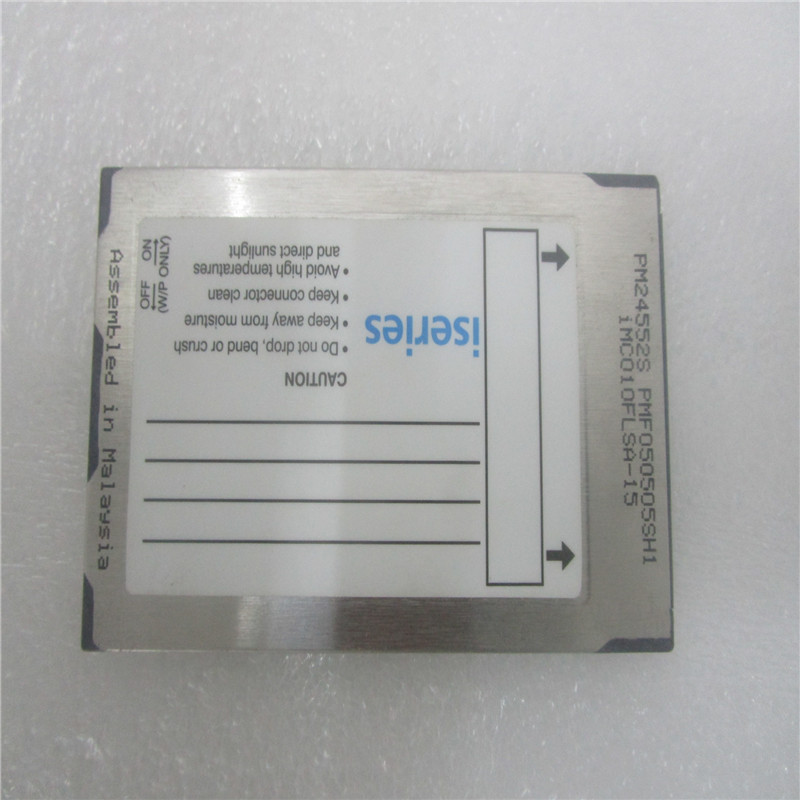 iseries
CAUTION
• Do not drop, bend or crush
• Keep away from moisture
• Keep connector clean
• Avoid high temperatures
and direct sunlight
OFF ON
(W/P ONLY)
PM24552S PMF050505SH1
iMC010FLSA-15
Assembled in Malaysia